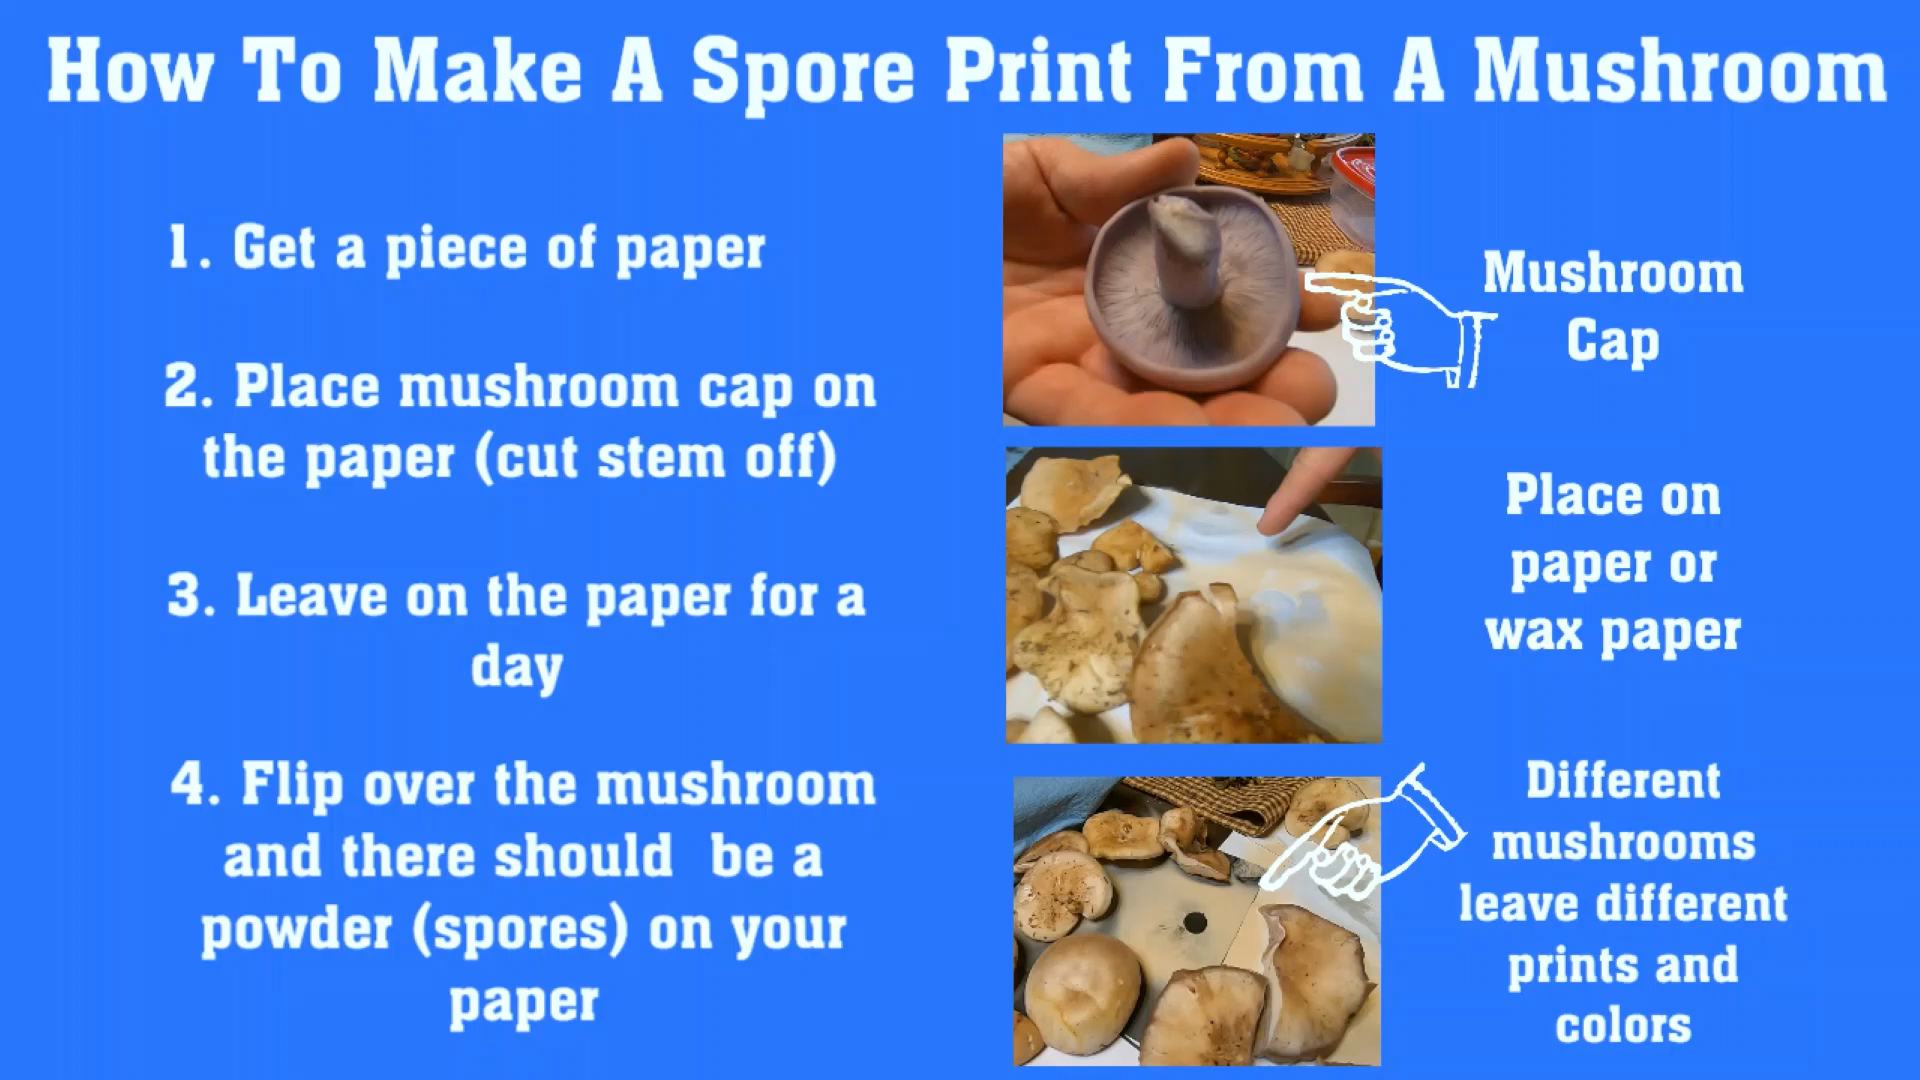 How To Make A Spore Print From A Mushroom
1. Get a piece of paper
2. Place mushroom cap on
the paper (cut stem off)
3. Leave on the paper for a
day
4. Flip over the mushroom
and there should  be a
powder (spores) on your
paper
Mushroom
Cap
Place on
paper or
wax paper
Different
mushrooms
leave different
prints and
colors